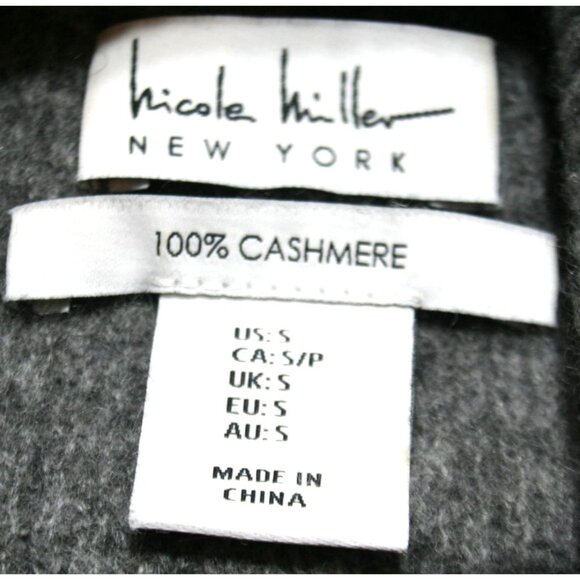 Nicole Miller
NEW YORK
100% CASHMERE
US: S
CA: S/P
UK: S
EU: S
AU: S
MADE IN
CHINA